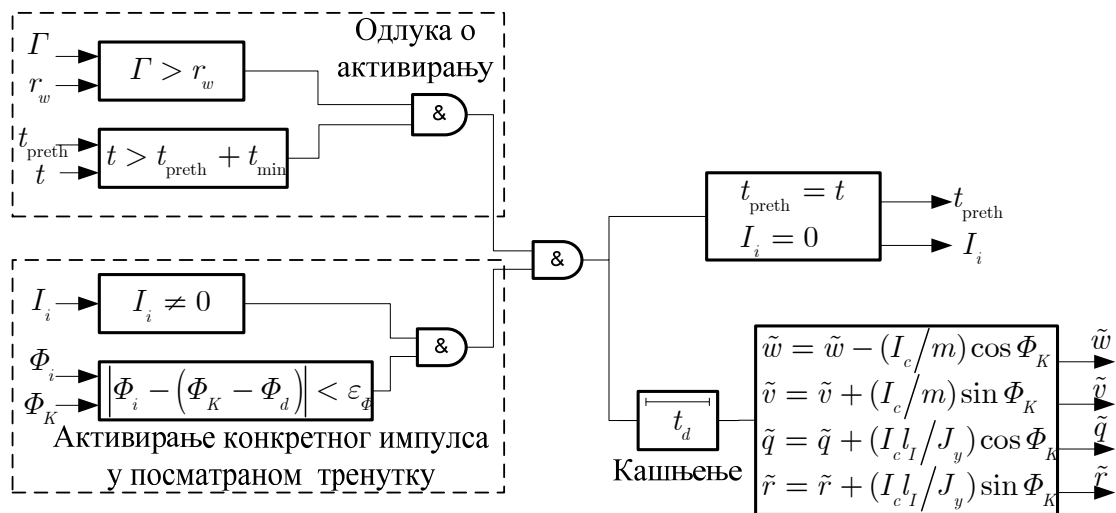 Одлука о
активирању
Γ
r_w
Γ > r_w
&
t_preth
t
t > t_preth + t_min
t_preth = t
I_i = 0
t_preth
I_i
&
I_i
I_i ≠ 0
&
Φ_i
Φ_K
|Φ_i − (Φ_K − Φ_d)| < ε_Φ
Активирање конкретног импулса
у посматраном тренутку
t_d
Кашњење
w̃ = w̃ − (I_c/m) cos Φ_K
ṽ = ṽ + (I_c/m) sin Φ_K
q̃ = q̃ + (I_c l_I/J_y) cos Φ_K
r̃ = r̃ + (I_c l_I/J_y) sin Φ_K
w̃
ṽ
q̃
r̃